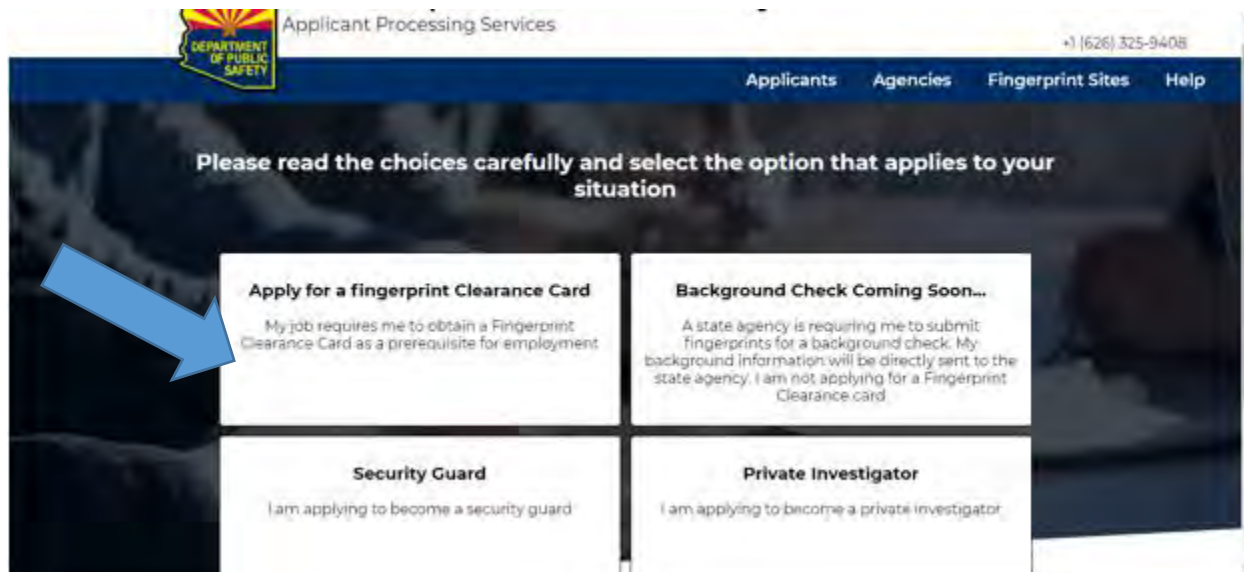 Applicant Processing Services
DEPARTMENT
OF PUBLIC
SAFETY
+1 (626) 325-9408
Applicants Agencies Fingerprint Sites Help
Please read the choices carefully and select the option that applies to your
situation
Apply for a fingerprint Clearance Card
My job requires me to obtain a Fingerprint
Clearance Card as a prerequisite for employment
Background Check Coming Soon...
A state agency is requiring me to submit
fingerprints for a background check. My
background information will be directly sent to the
state agency. I am not applying for a Fingerprint
Clearance card
Security Guard
I am applying to become a security guard
Private Investigator
I am applying to become a private investigator